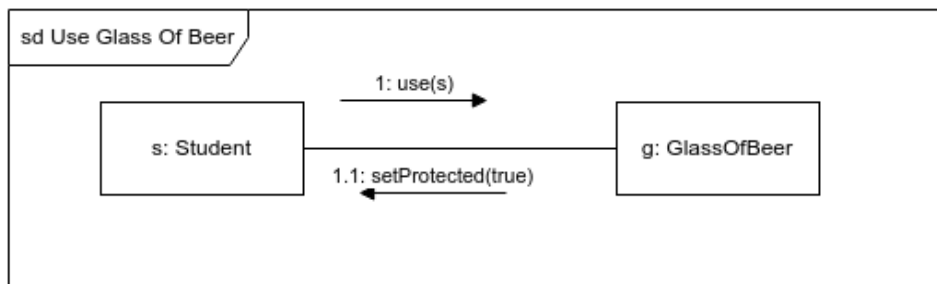 sd Use Glass Of Beer
1: use(s)
s: Student
g: GlassOfBeer
1.1: setProtected(true)